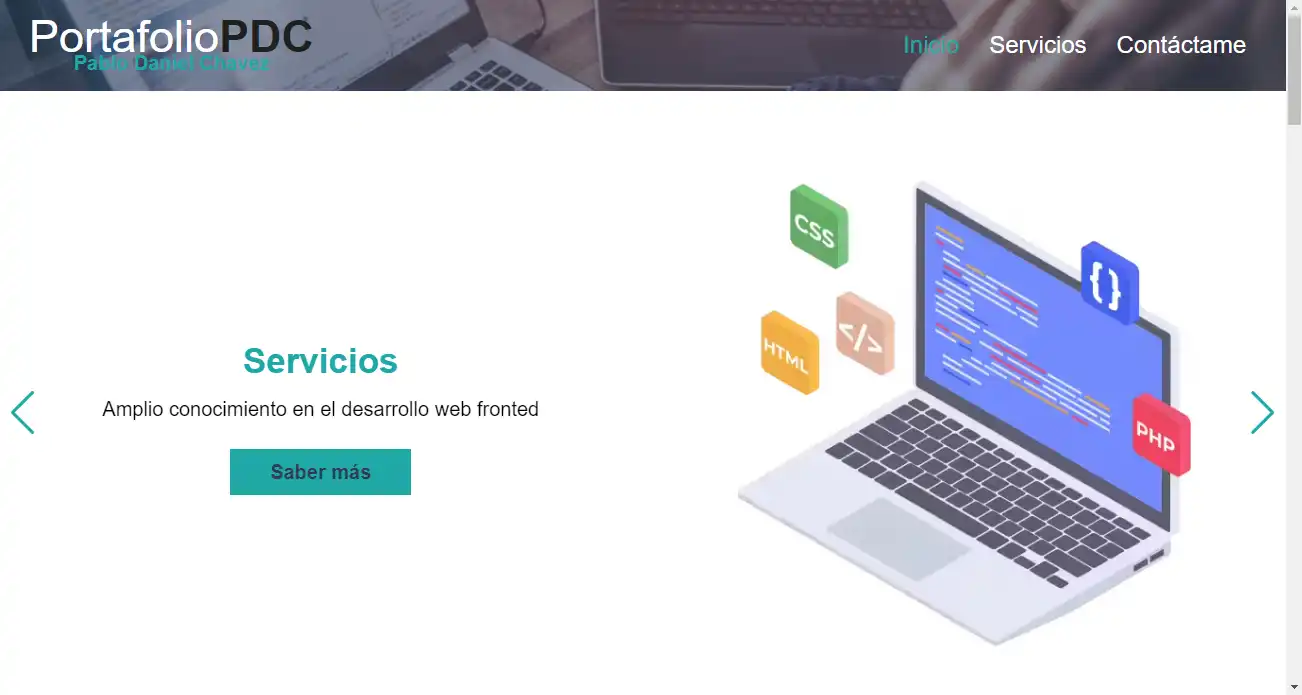 PortafolioPDC
Pablo Daniel Chavez
Inicio
Servicios
Contáctame
CSS
{}
HTML
</>
PHP
Servicios
Amplio conocimiento en el desarrollo web fronted
Saber más